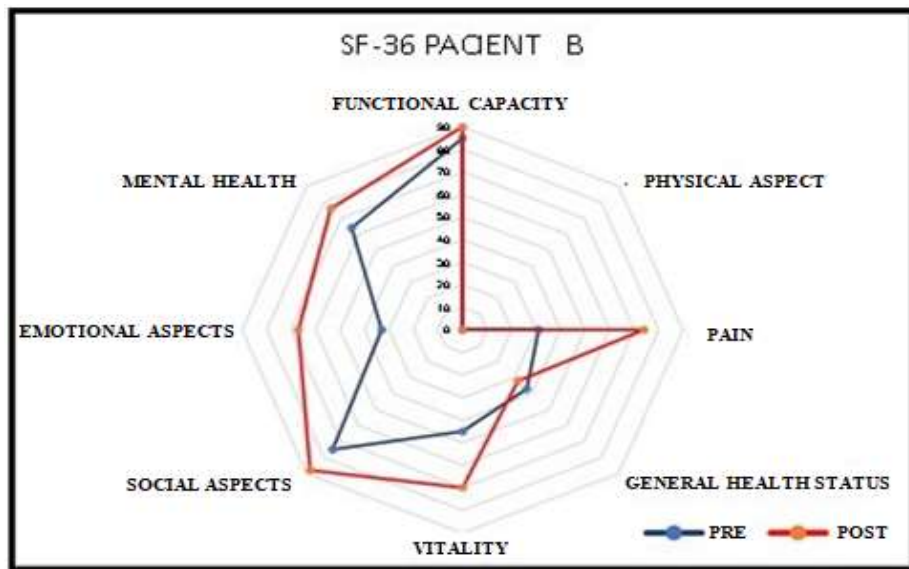 SF-36 PACIENT B
FUNCTIONAL CAPACITY
90
80
70
60
50
40
30
20
10
0
MENTAL HEALTH
PHYSICAL ASPECT
EMOTIONAL ASPECTS
PAIN
SOCIAL ASPECTS
GENERAL HEALTH STATUS
VITALITY
PRE
POST